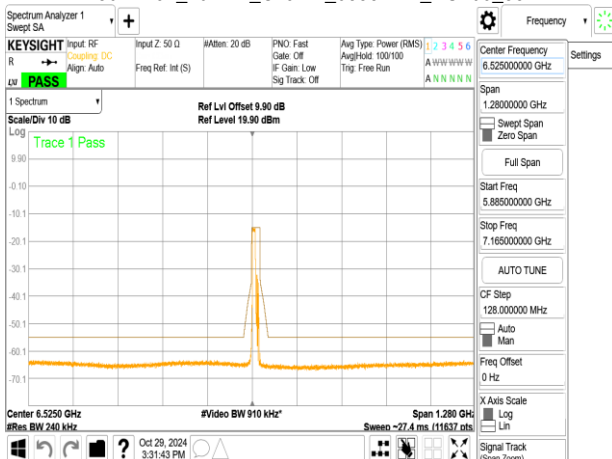 Spectrum Analyzer 1
Swept SA
Frequency
KEYSIGHT
R
LXI
PASS
Input: RF
Coupling: DC
Align: Auto
Input Z: 50 Ω
Freq Ref: Int (S)
#Atten: 20 dB
PNO: Fast
Gate: Off
IF Gain: Low
Sig Track: Off
Avg Type: Power (RMS)
Avg|Hold: 100/100
Trig: Free Run
1 2 3 4 5 6
A W W W W W
A N N N N N
1 Spectrum
Scale/Div 10 dB
Ref Lvl Offset 9.90 dB
Ref Level 19.90 dBm
Log
Trace 1 Pass
9.90
-0.10
-10.1
-20.1
-30.1
-40.1
-50.1
-60.1
-70.1
Center 6.5250 GHz
#Res BW 240 kHz
#Video BW 910 kHz*
Span 1.280 GHz
Sweep ~27.4 ms (11637 pts
Oct 29, 2024
3:31:43 PM
Center Frequency
6.525000000 GHz
Settings
Span
1.28000000 GHz
Swept Span
Zero Span
Full Span
Start Freq
5.885000000 GHz
Stop Freq
7.165000000 GHz
AUTO TUNE
CF Step
128.000000 MHz
Auto
Man
Freq Offset
0 Hz
X Axis Scale
Log
Lin
Signal Track
(Span Zoom)